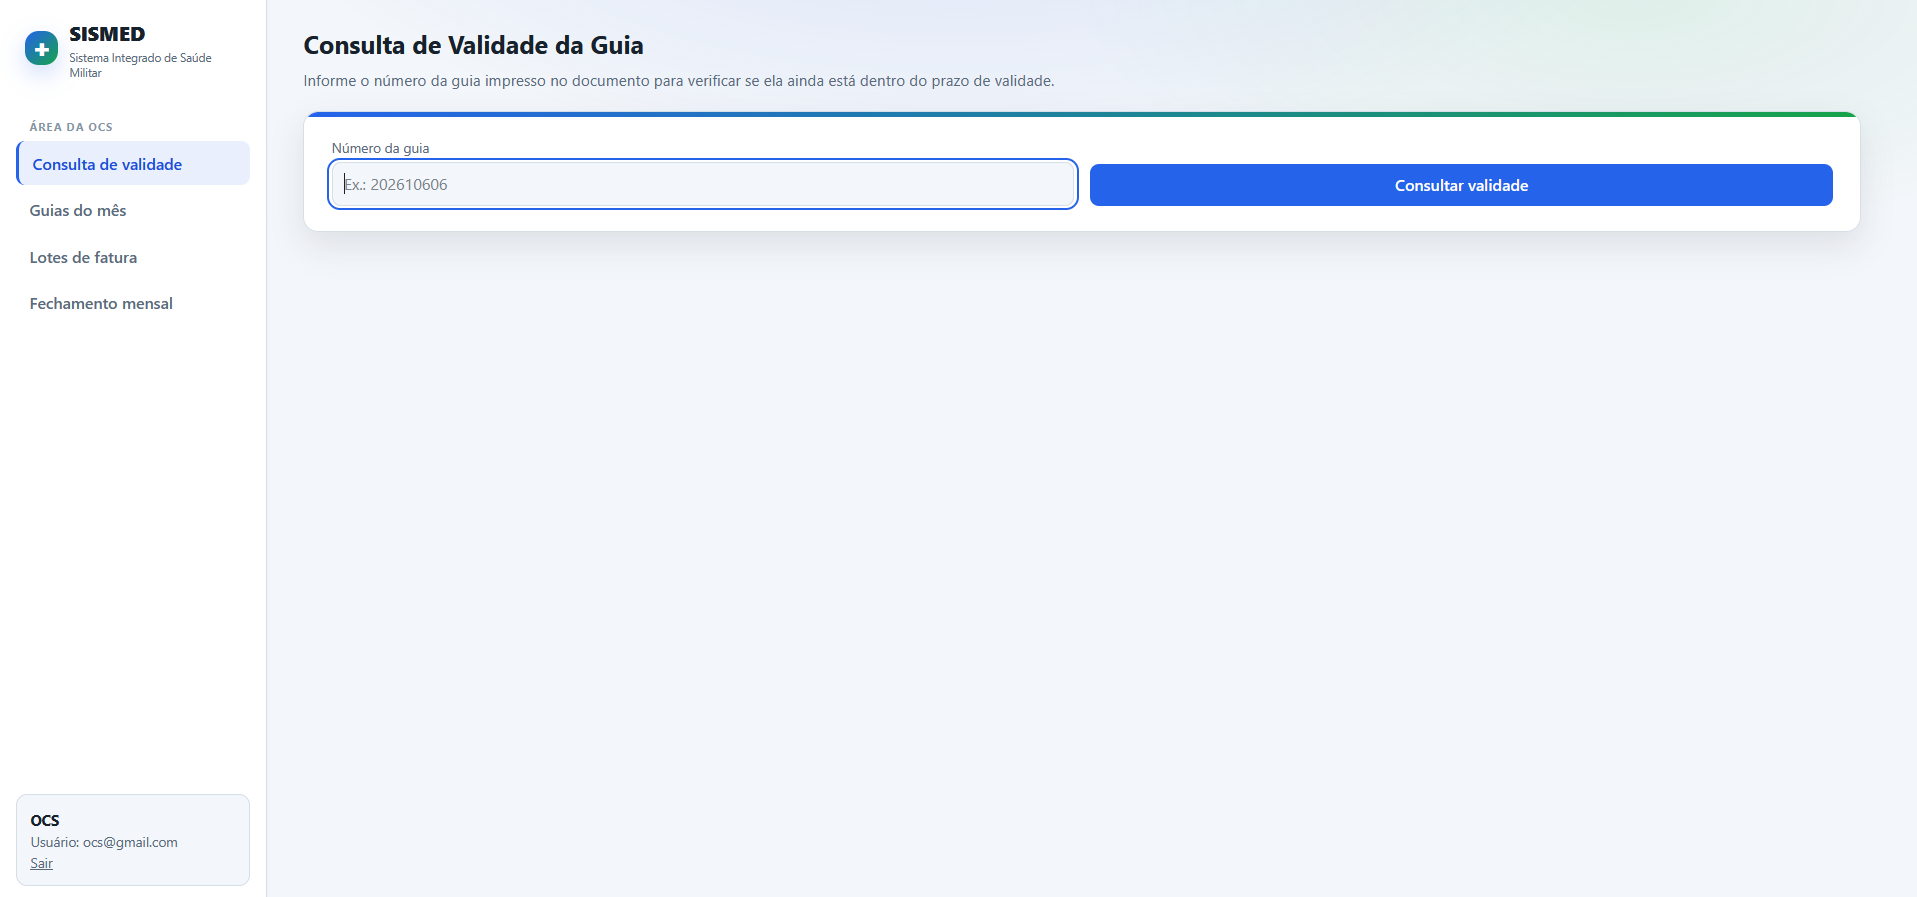 SISMED
Sistema Integrado de Saúde
Militar
ÁREA DA OCS
Consulta de validade
Guias do mês
Lotes de fatura
Fechamento mensal
OCS
Usuário: ocs@gmail.com
Sair
Consulta de Validade da Guia
Informe o número da guia impresso no documento para verificar se ela ainda está dentro do prazo de validade.
Número da guia
Ex.: 202610606
Consultar validade